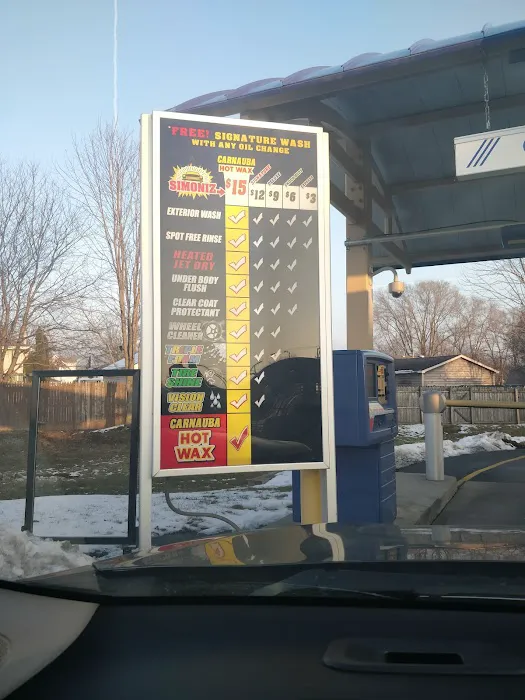 FREE! SIGNATURE WASH
WITH ANY OIL CHANGE
CARNAUBA
HOT WAX
SIMONIZ
$15 $12 $9 $6 $3
EXTERIOR WASH
SPOT FREE RINSE
HEATED
JET DRY
UNDER BODY
FLUSH
CLEAR COAT
PROTECTANT
WHEEL
CLEANER
TIRE
SHINE
VISION
CLEAR
CARNAUBA
HOT
WAX